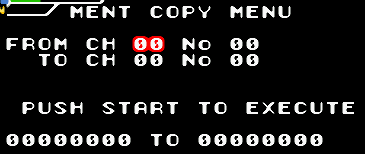 MENT COPY MENU
FROM CH 00 No 00
TO CH 00 No 00
PUSH START TO EXECUTE
00000000 TO 00000000